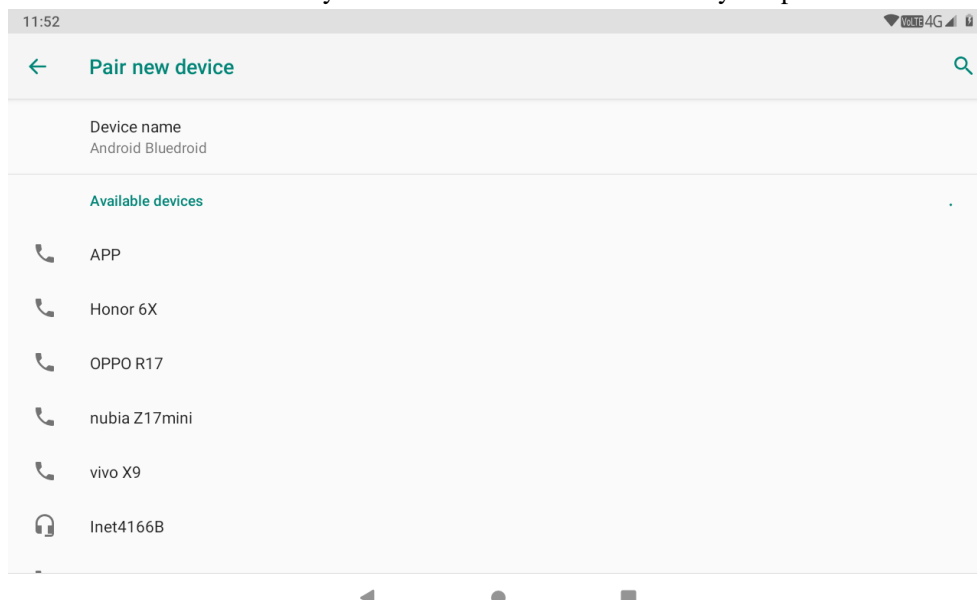 11:52
VoLTE 4G
Pair new device
Device name
Android Bluedroid
Available devices
APP
Honor 6X
OPPO R17
nubia Z17mini
vivo X9
Inet4166B